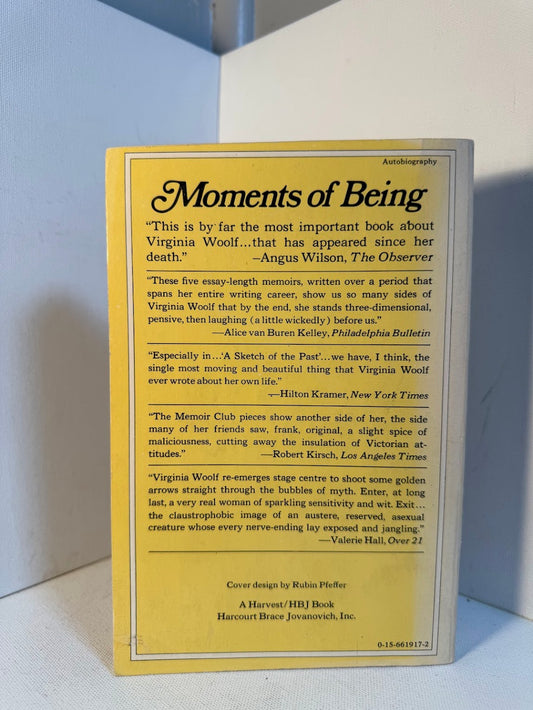 Autobiography
Moments of Being
“This is by far the most important book about
Virginia Woolf...that has appeared since her
death.” —Angus Wilson, The Observer
“These five essay-length memoirs, written over a period that
spans her entire writing career, show us so many sides of
Virginia Woolf that by the end, she stands three-dimensional,
pensive, then laughing (a little wickedly) before us.”
—Alice van Buren Kelley, Philadelphia Bulletin
“Especially in...‘A Sketch of the Past’...we have, I think, the
single most moving and beautiful thing that Virginia Woolf
ever wrote about her own life.”
—Hilton Kramer, New York Times
“The Memoir Club pieces show another side of her, the side
many of her friends saw, frank, original, a slight spice of
maliciousness, cutting away the insulation of Victorian at-
titudes.” —Robert Kirsch, Los Angeles Times
“Virginia Woolf re-emerges stage centre to shoot some golden
arrows straight through the bubbles of myth. Enter, at long
last, a very real woman of sparkling sensitivity and wit. Exit...
the claustrophobic image of an austere, reserved, asexual
creature whose every nerve-ending lay exposed and jangling.”
—Valerie Hall, Over 21
Cover design by Rubin Pfeffer
A Harvest/HBJ Book
Harcourt Brace Jovanovich, Inc.
0-15-661917-2